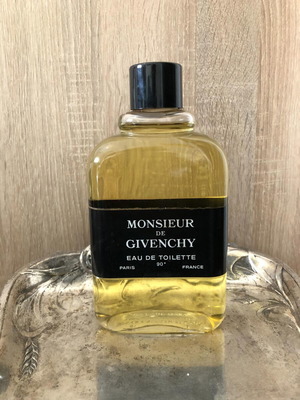 MONSIEUR
DE
GIVENCHY
EAU DE TOILETTE
90°
PARIS FRANCE